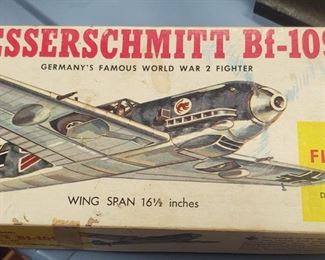 ESSERSCHMITT Bf-109
GERMANY'S FAMOUS WORLD WAR 2 FIGHTER
WING SPAN 16½ inches